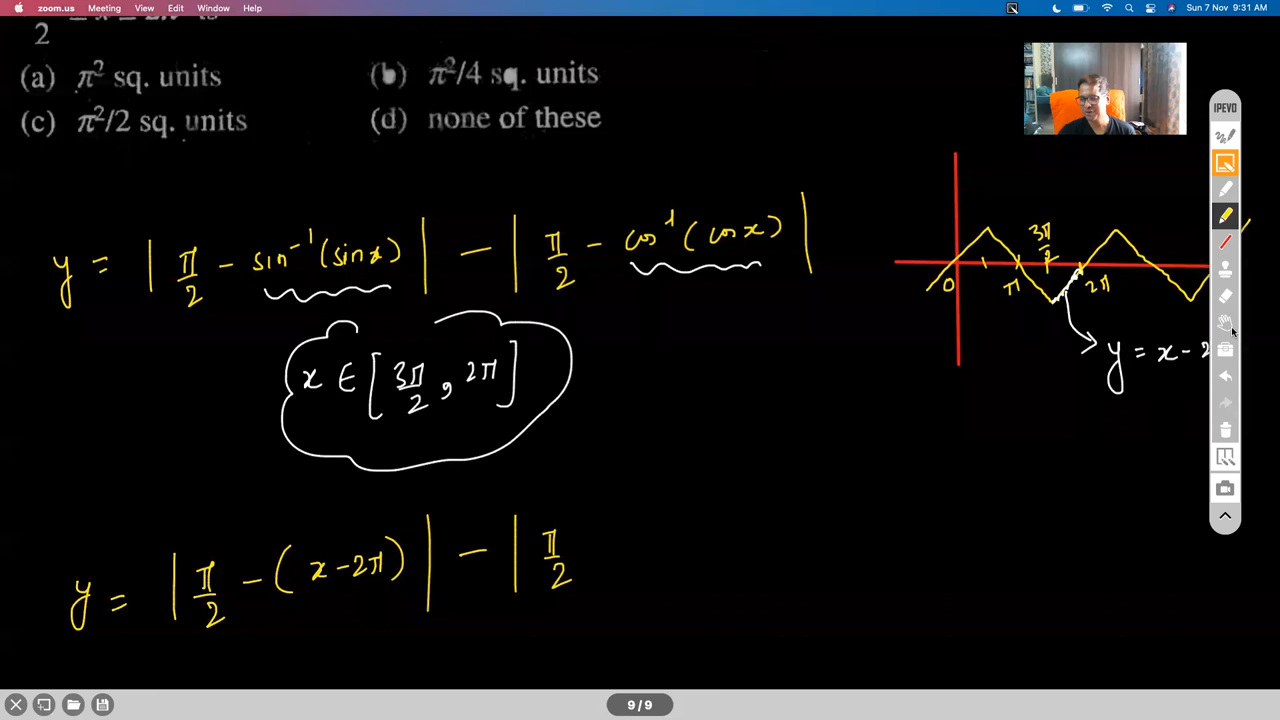 zoom.us Meeting View Edit Window Help Sun 7 Nov 9:31 AM
2
(a) π² sq. units (b) π²/4 sq. units
(c) π²/2 sq. units (d) none of these
IPEVO
y = | π/2 - sin⁻¹(sin x) | - | π/2 - cos⁻¹(cos x) |
3π/2
0 π 2π
x ∈ [3π/2, 2π]
y = x - 2
y = | π/2 - (x - 2π) | - | π/2
9/9